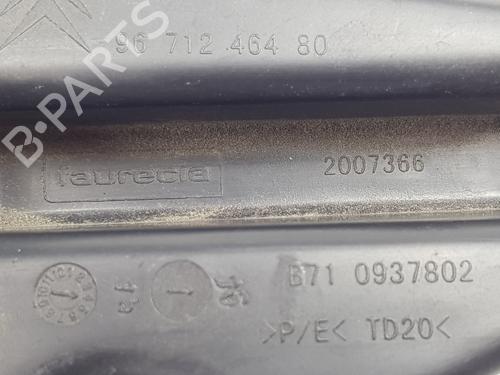 96 712 464 80
B-PARTS
faurecia
2007366
B71 0937802
>P/E< TD20<